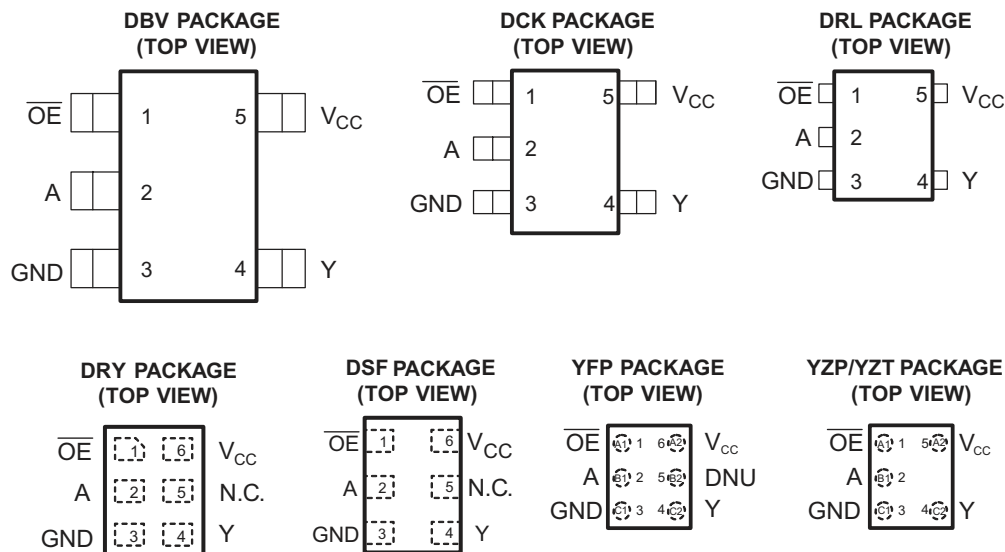 DBV PACKAGE
(TOP VIEW)
OE 1 5 VCC
A 2
GND 3 4 Y
DCK PACKAGE
(TOP VIEW)
OE 1 5 VCC
A 2
GND 3 4 Y
DRL PACKAGE
(TOP VIEW)
OE 1 5 VCC
A 2
GND 3 4 Y
DRY PACKAGE
(TOP VIEW)
OE 1 6 VCC
A 2 5 N.C.
GND 3 4 Y
DSF PACKAGE
(TOP VIEW)
OE 1 6 VCC
A 2 5 N.C.
GND 3 4 Y
YFP PACKAGE
(TOP VIEW)
OE A1 1 6 A2 VCC
A B1 2 5 B2 DNU
GND C1 3 4 C2 Y
YZP/YZT PACKAGE
(TOP VIEW)
OE A1 1 5 A2 VCC
A B1 2
GND C1 3 4 C2 Y